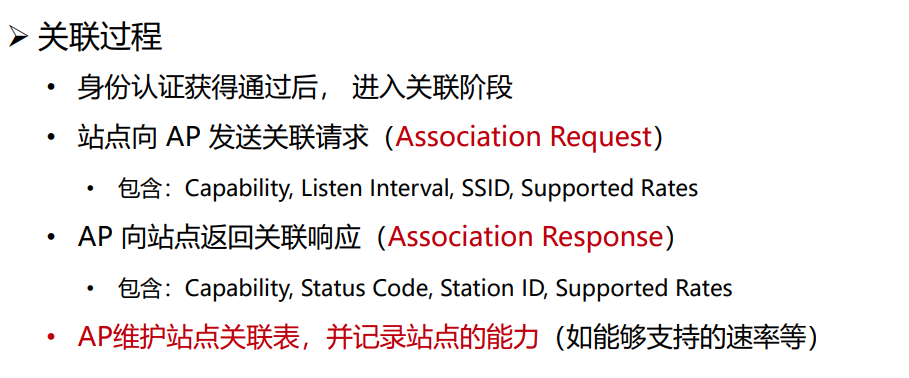 ➢ 关联过程
• 身份认证获得通过后， 进入关联阶段
• 站点向 AP 发送关联请求（Association Request）
• 包含：Capability, Listen Interval, SSID, Supported Rates
• AP 向站点返回关联响应（Association Response）
• 包含：Capability, Status Code, Station ID, Supported Rates
• AP维护站点关联表，并记录站点的能力（如能够支持的速率等）